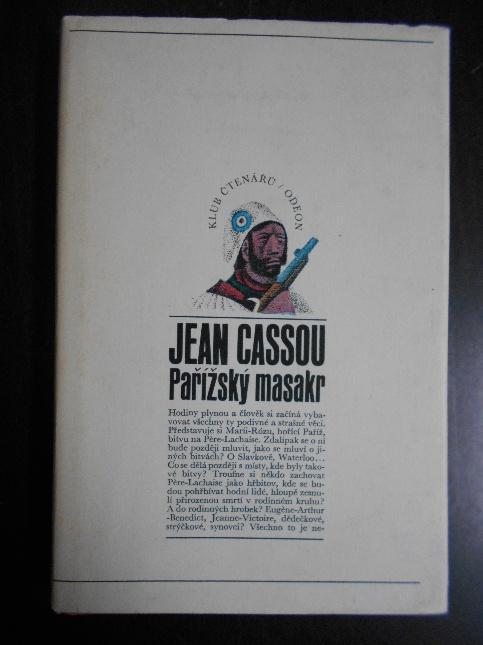 KLUB ČTENÁŘŮ / ODEON
JEAN CASSOU
Pařížský masakr
Hodiny plynou a člověk si začíná vyba-
vovat všechny ty podivné a strašné věci.
Představuje si Marii-Rózu, hořící Paříž,
bitvu na Père-Lachaise. Zdalipak se o ní
bude později mluvit, jako se mluví o ji-
ných bitvách? O Slavkově, Waterloo...
Co se dělá později s místy, kde byly tako-
vé bitvy? Troufne si někdo zachovat
Père-Lachaise jako hřbitov, kde se bu-
dou pohřbívat hodní lidé, hloupě zesnu-
lí přirozenou smrtí v rodinném kruhu?
A do rodinných hrobek? Eugène-Arthur
-Benedict, Jeanne-Victoire, dědečkové,
strýčkové, synovci? Všechno to je ne-